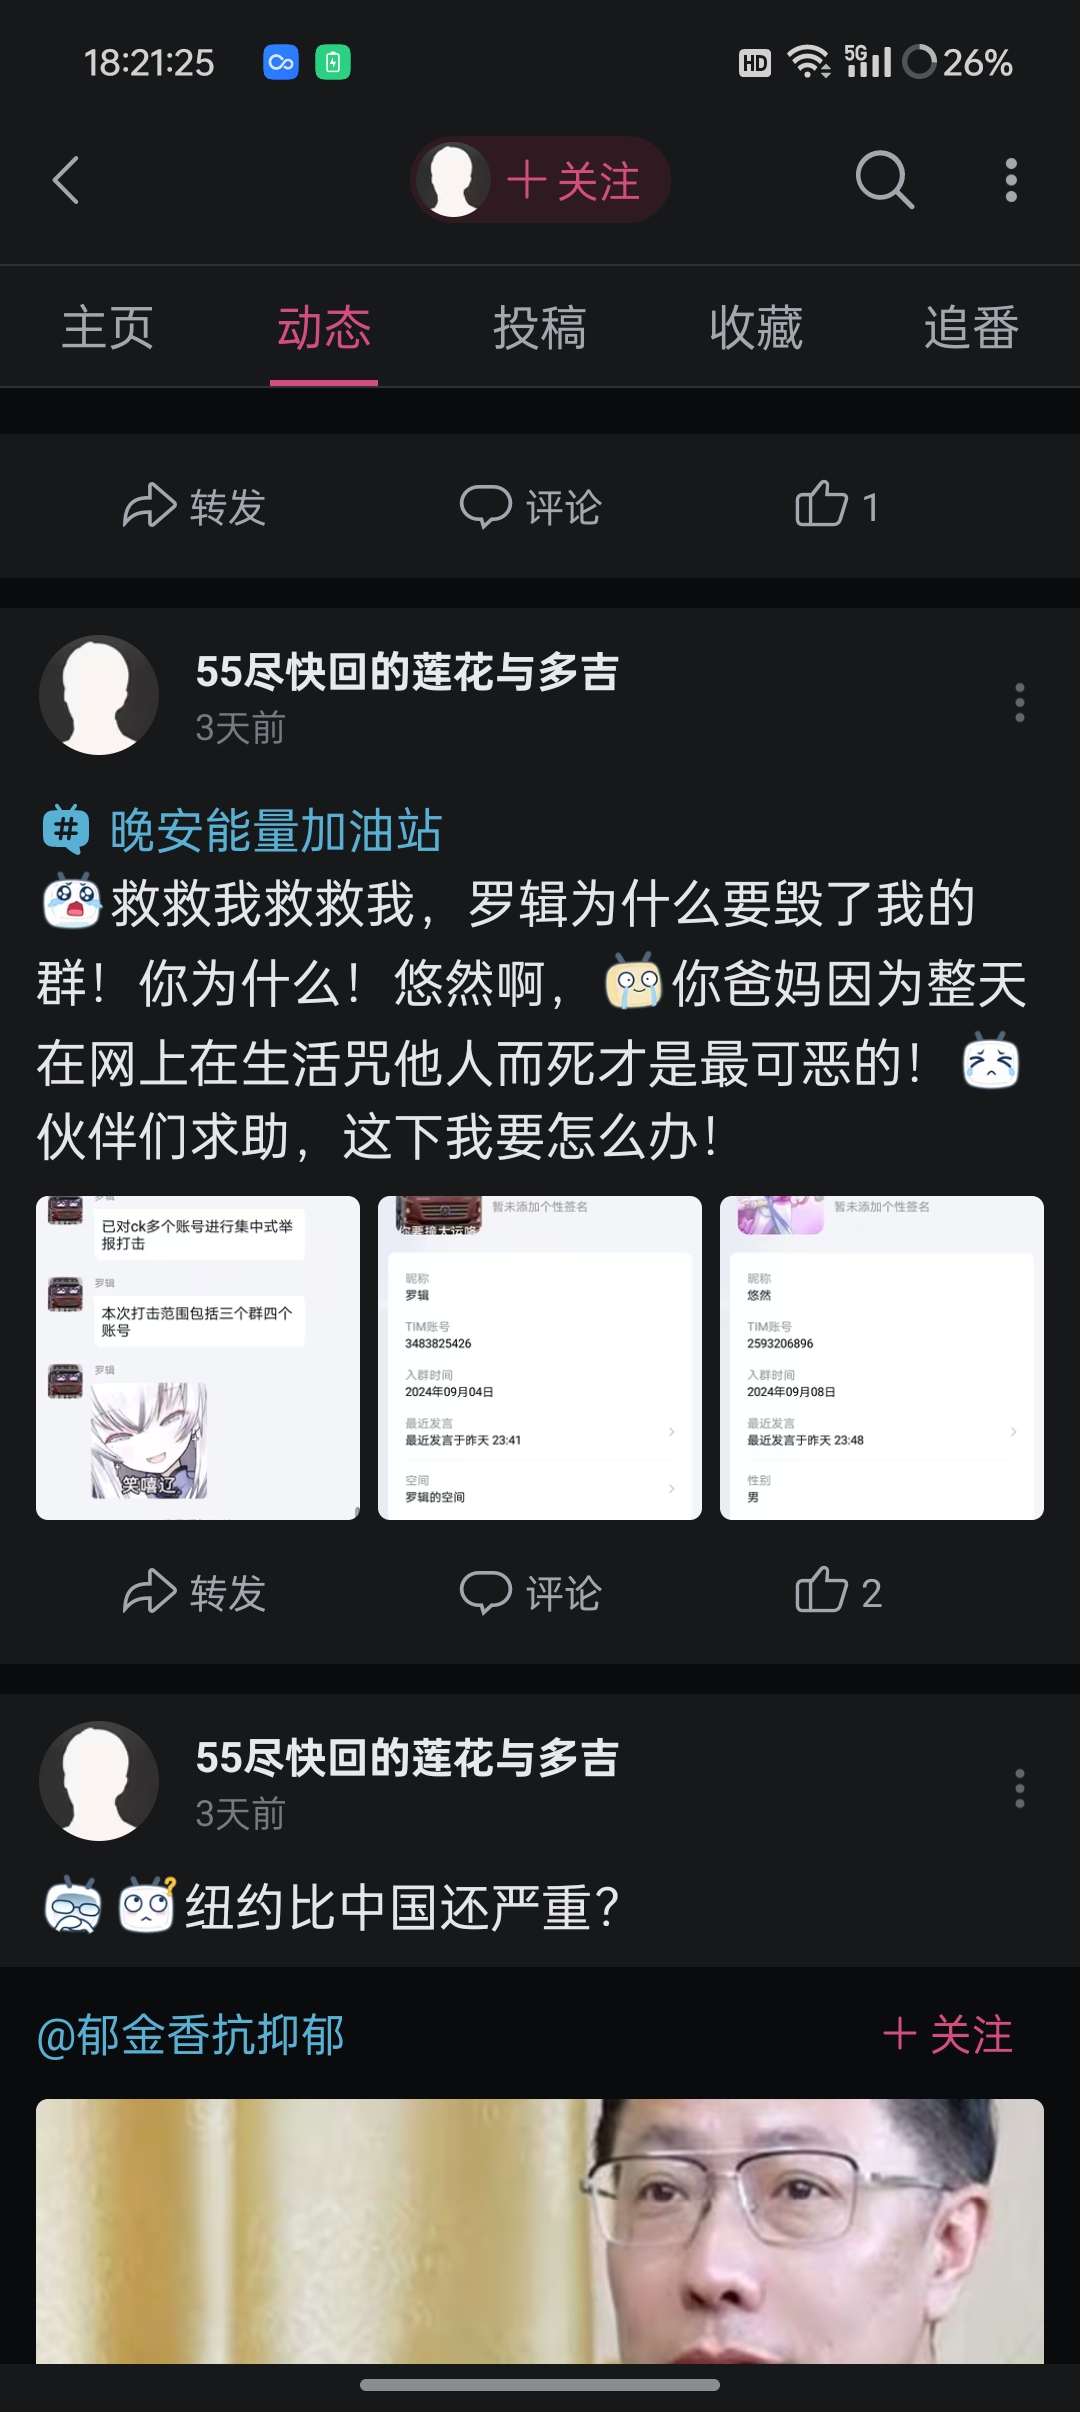 18:21:25
HD 5G 26%
关注
主页 动态 投稿 收藏 追番
转发 评论 1
55尽快回的莲花与多吉
3天前
# 晚安能量加油站
救救我救救我，罗辑为什么要毁了我的
群！你为什么！悠然啊，你爸妈因为整天
在网上在生活咒他人而死才是最可恶的！
伙伴们求助，这下我要怎么办！
罗辑
已对ck多个账号进行集中式举
报打击
罗辑
本次打击范围包括三个群四个
账号
罗辑
笑嘻辽
暂未添加个性签名
你要撞大运咯
昵称
罗辑
TIM账号
3483825426
入群时间
2024年09月04日
最近发言
最近发言于昨天 23:41
空间
罗辑的空间
暂未添加个性签名
昵称
悠然
TIM账号
2593206896
入群时间
2024年09月08日
最近发言
最近发言于昨天 23:48
性别
男
转发 评论 2
55尽快回的莲花与多吉
3天前
纽约比中国还严重？
@郁金香抗抑郁
关注